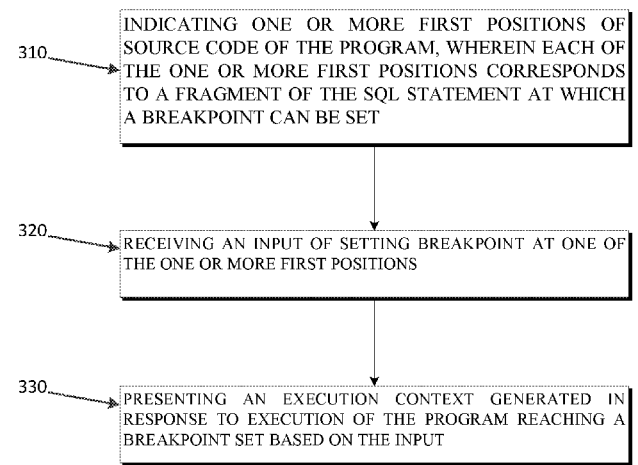 310
INDICATING ONE OR MORE FIRST POSITIONS OF
SOURCE CODE OF THE PROGRAM, WHEREIN EACH OF
THE ONE OR MORE FIRST POSITIONS CORRESPONDS
TO A FRAGMENT OF THE SQL STATEMENT AT WHICH
A BREAKPOINT CAN BE SET
320
RECEIVING AN INPUT OF SETTING BREAKPOINT AT ONE OF
THE ONE OR MORE FIRST POSITIONS
330
PRESENTING AN EXECUTION CONTEXT GENERATED IN
RESPONSE TO EXECUTION OF THE PROGRAM REACHING A
BREAKPOINT SET BASED ON THE INPUT